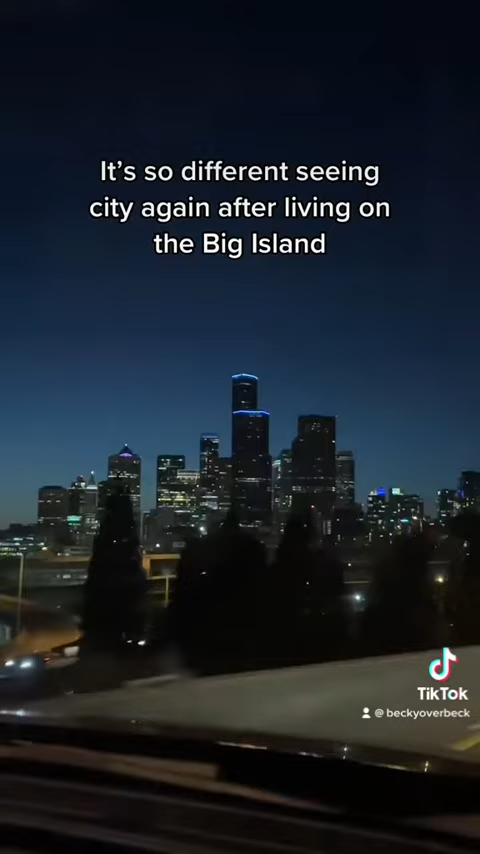 It’s so different seeing
city again after living on
the Big Island
TikTok
@ beckyoverbeck